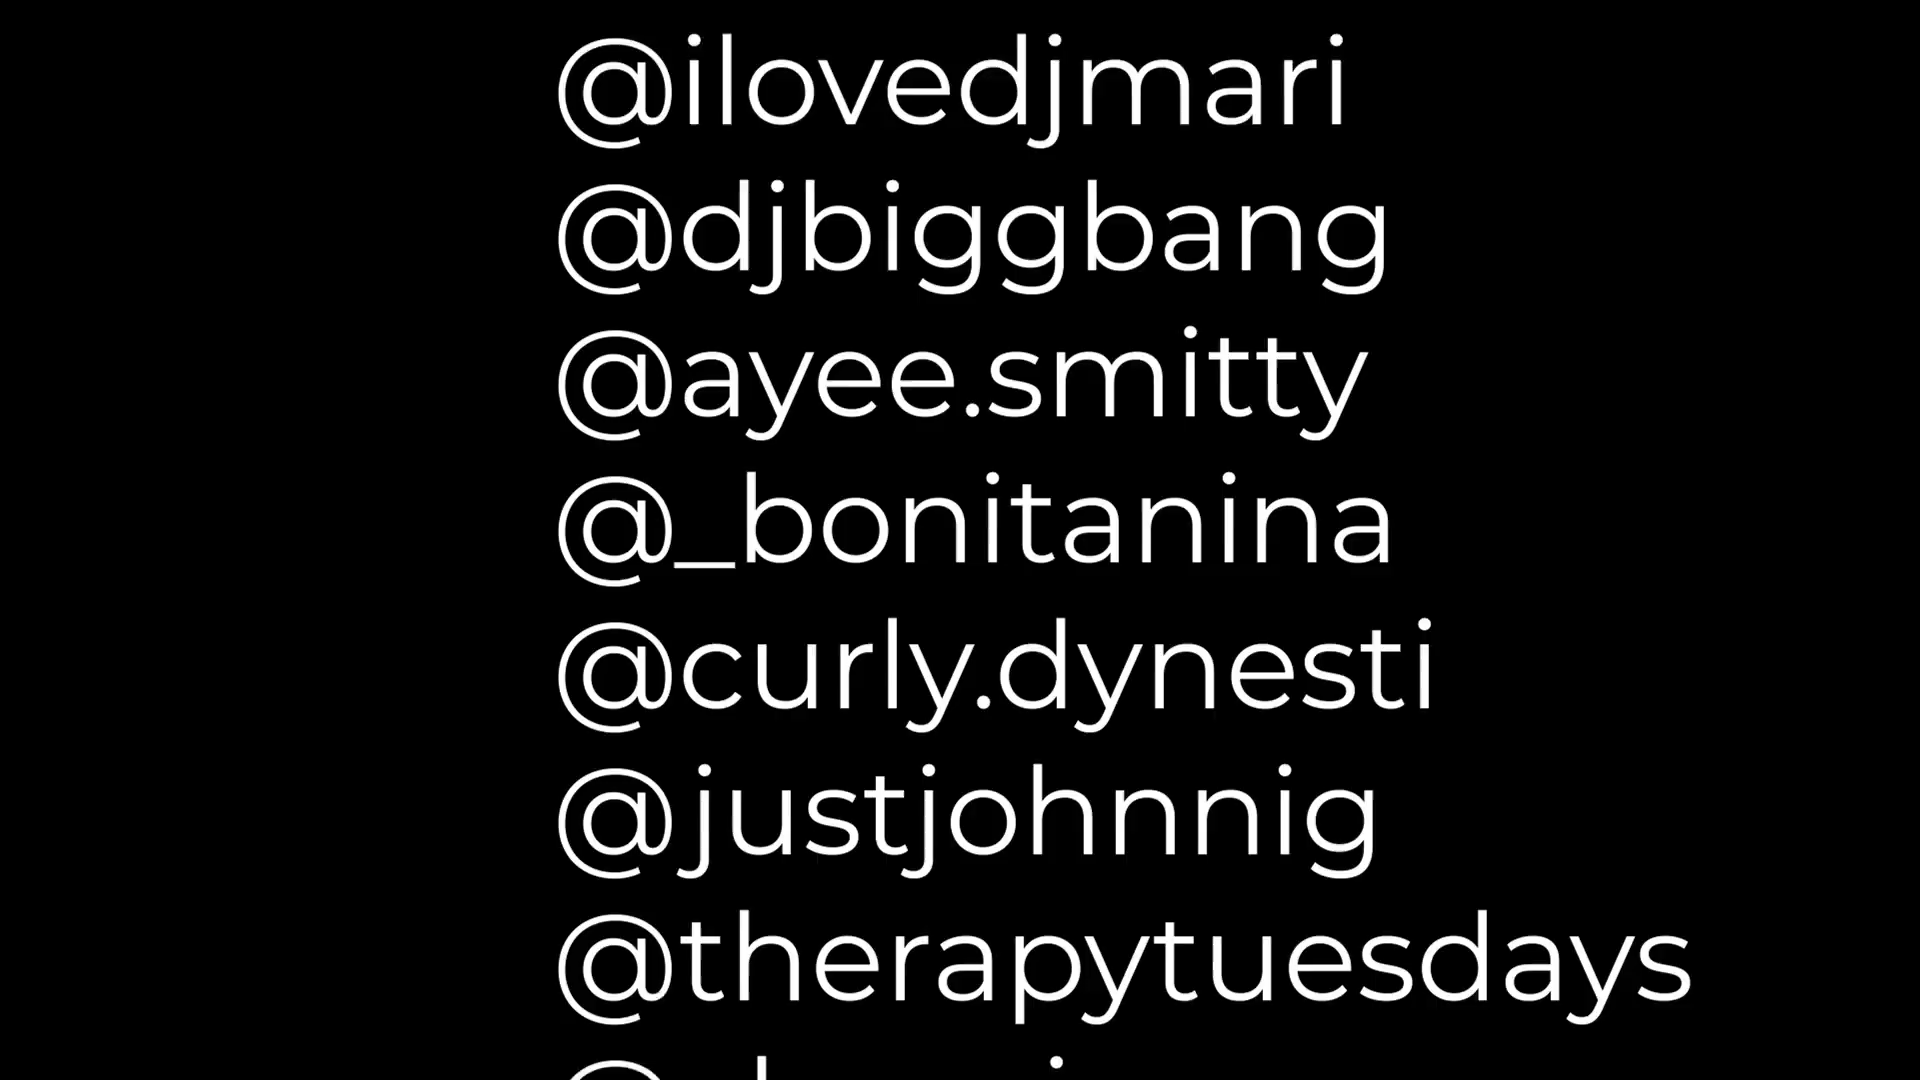 @ilovedjmari
@djbiggbang
@ayee.smitty
@_bonitanina
@curly.dynesti
@justjohnnig
@therapytuesdays